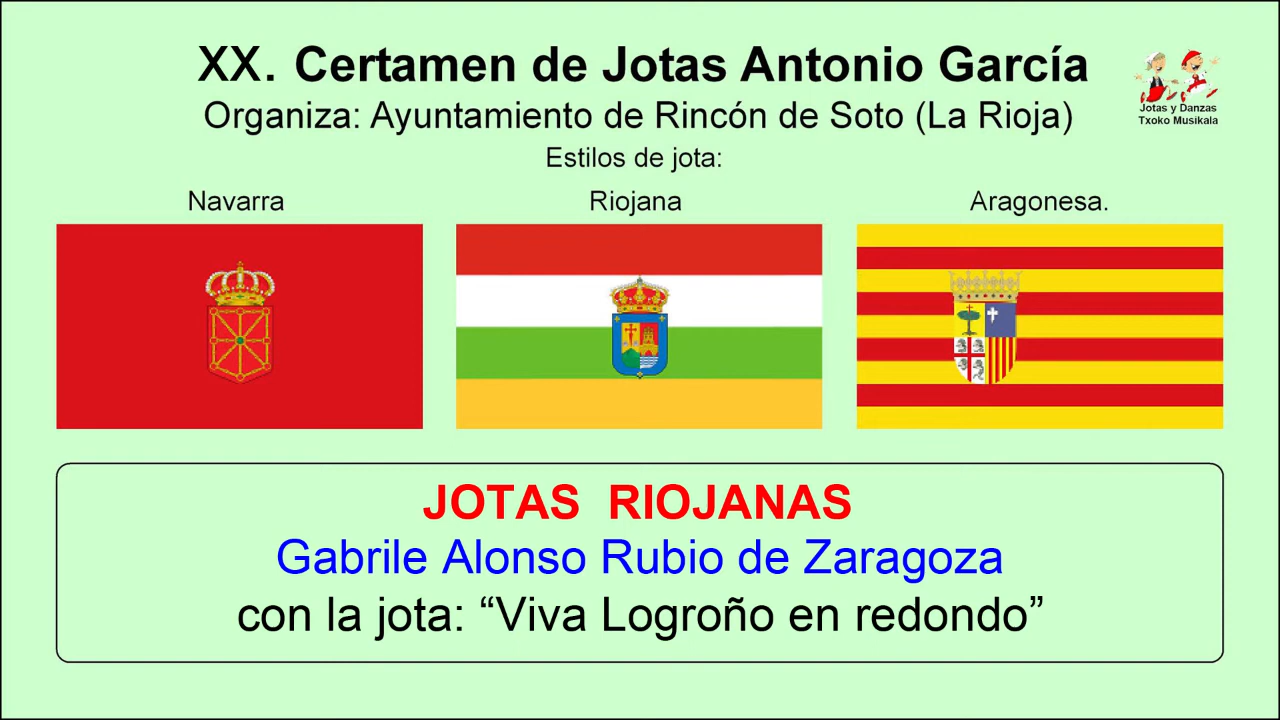 XX. Certamen de Jotas Antonio García
Organiza: Ayuntamiento de Rincón de Soto (La Rioja)
Jotas y Danzas
Txoko Musikala
Estilos de jota:
Navarra
Riojana
Aragonesa.
JOTAS RIOJANAS
Gabrile Alonso Rubio de Zaragoza
con la jota: “Viva Logroño en redondo”